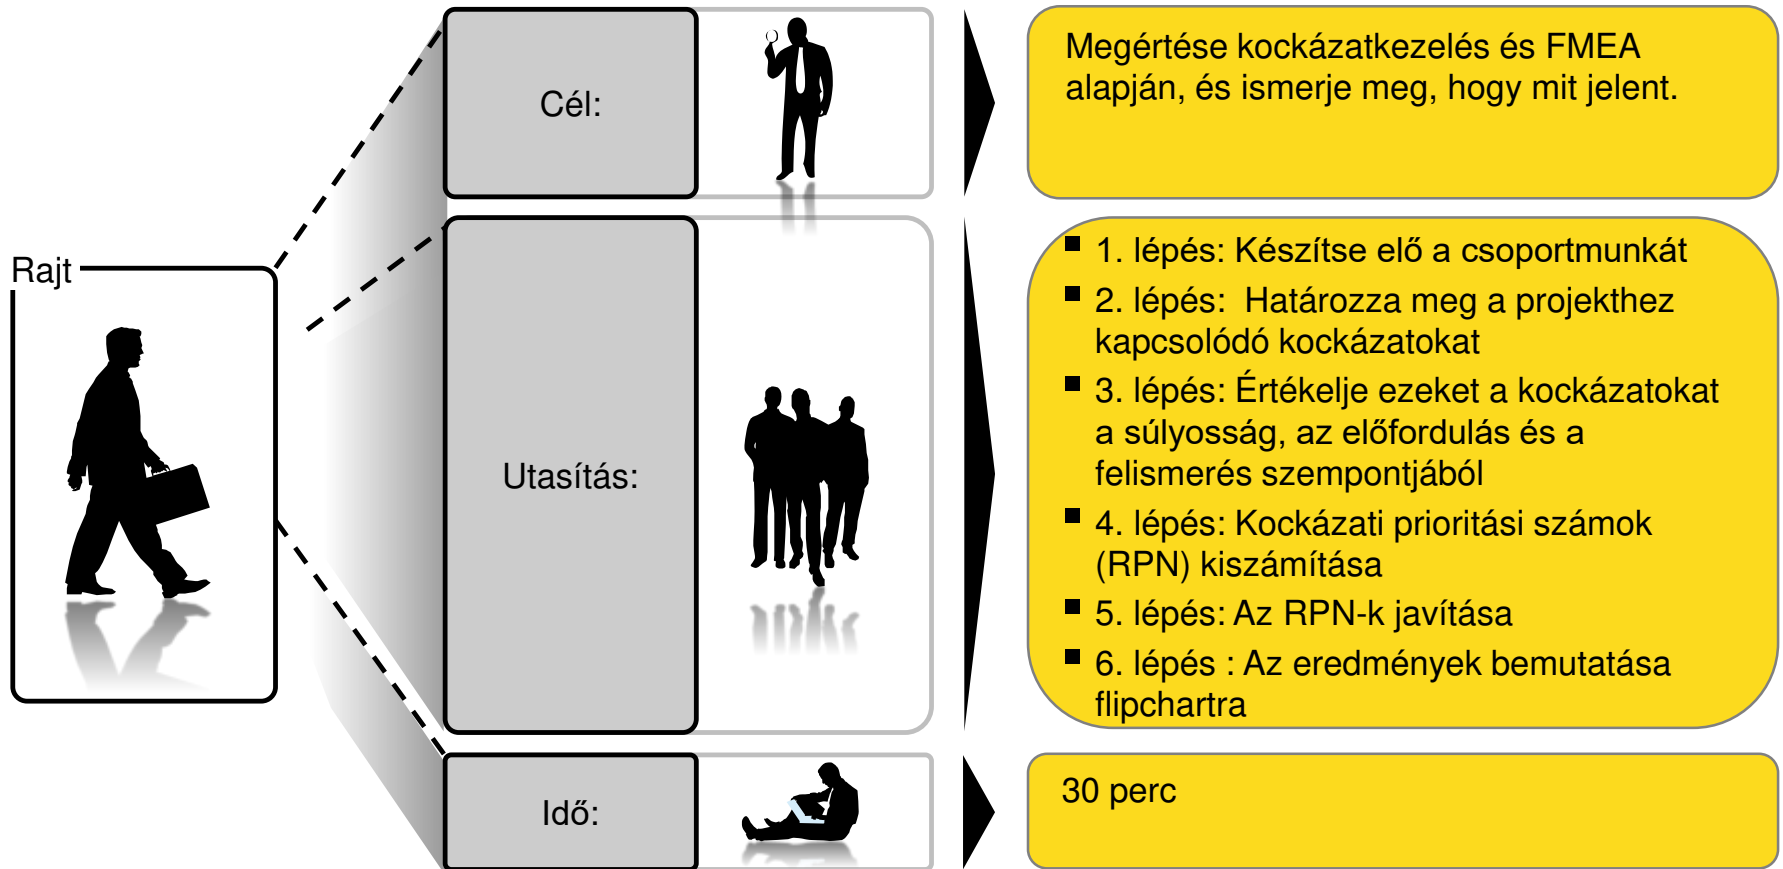 Rajt
Cél:
Megértése kockázatkezelés és FMEA
alapján, és ismerje meg, hogy mit jelent.
Utasítás:
▪ 1. lépés: Készítse elő a csoportmunkát
▪ 2. lépés:  Határozza meg a projekthez
kapcsolódó kockázatokat
▪ 3. lépés: Értékelje ezeket a kockázatokat
a súlyosság, az előfordulás és a
felismerés szempontjából
▪ 4. lépés: Kockázati prioritási számok
(RPN) kiszámítása
▪ 5. lépés: Az RPN-k javítása
▪ 6. lépés : Az eredmények bemutatása
flipchartra
Idő:
30 perc